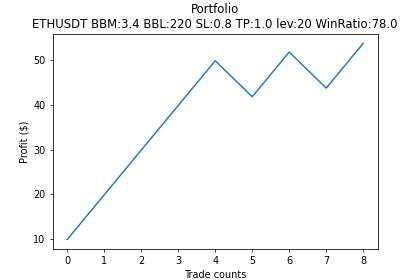 Portfolio
ETHUSDT BBM:3.4 BBL:220 SL:0.8 TP:1.0 lev:20 WinRatio:78.0
50
40
30
20
10
Profit ($)
0 1 2 3 4 5 6 7 8
Trade counts